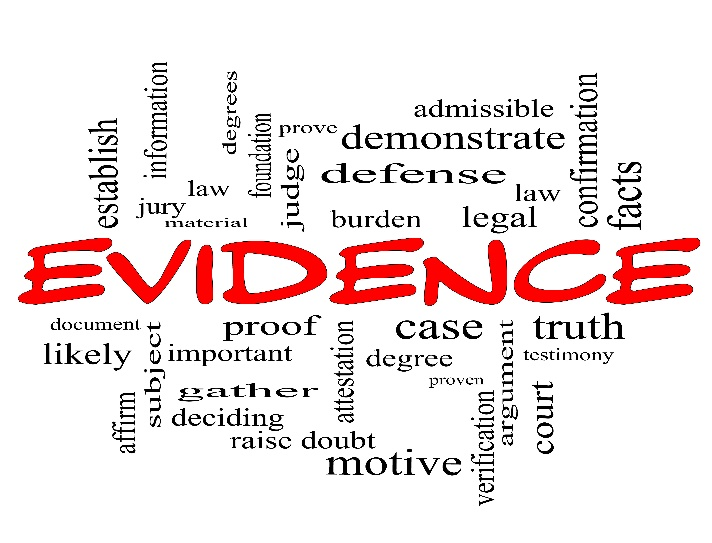 establish
information
degrees
foundation
prove
admissible
demonstrate
confirmation
law
jury
material
judge
defense
law
burden
legal
facts
EVIDENCE
document
likely
subject
proof
important
attestation
case
degree
truth
testimony
argument
proven
gather
affirm
deciding
raise doubt
motive
verification
court